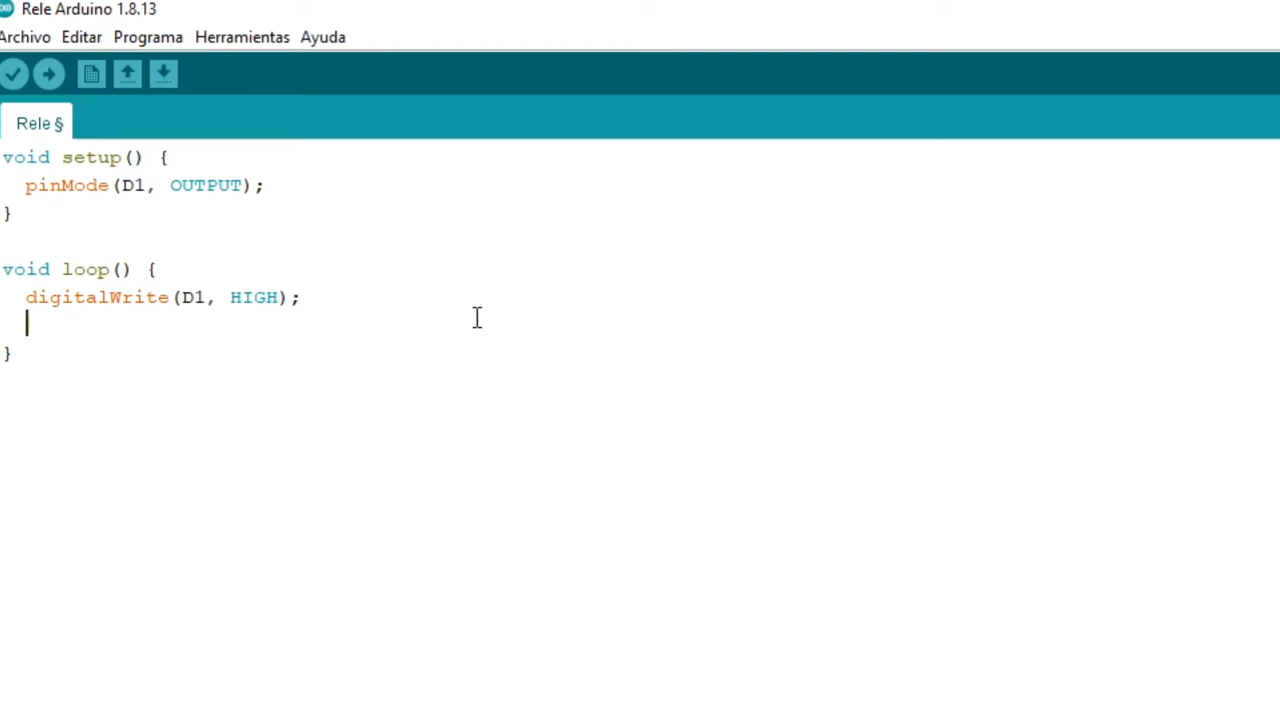 Rele Arduino 1.8.13
Archivo Editar Programa Herramientas Ayuda
Rele §
void setup() {
  pinMode(D1, OUTPUT);
}
void loop() {
  digitalWrite(D1, HIGH);
}